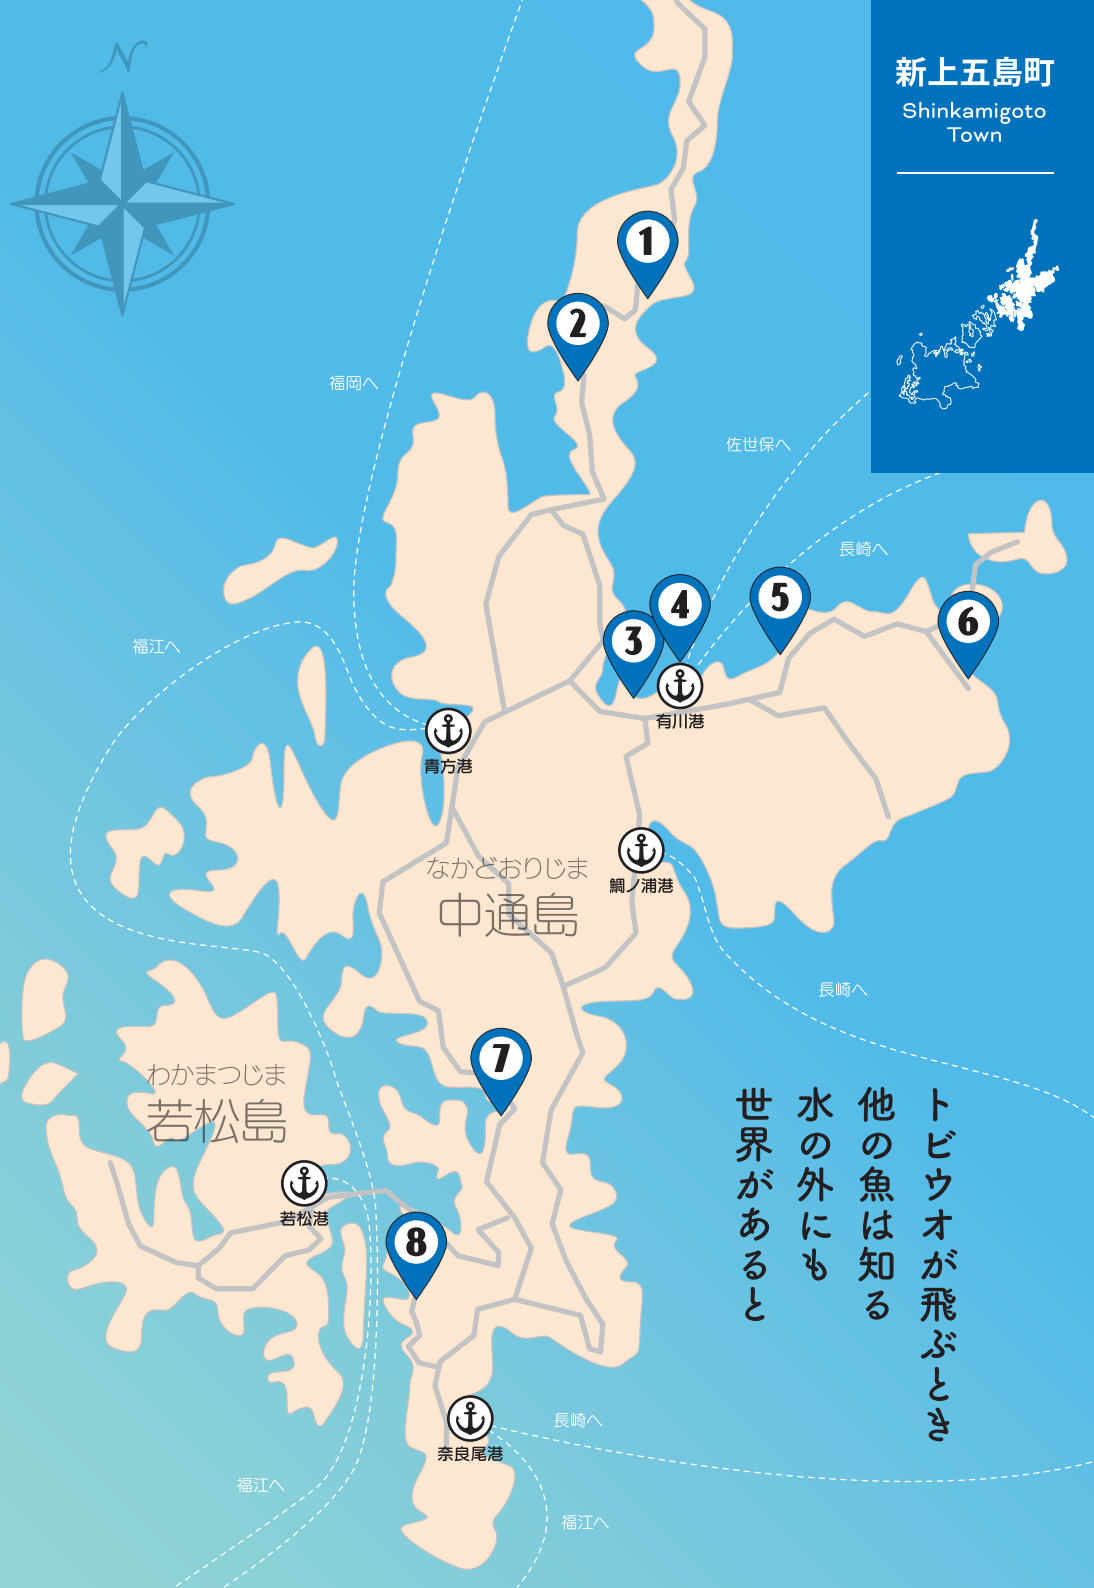 N
新上五島町
Shinkamigoto
Town
1
2
福岡へ
佐世保へ
長崎へ
5
4
6
3
福江へ
有川港
青方港
なかどおりじま
中通島
鯛ノ浦港
長崎へ
7
わかまつじま
若松島
トビウオが飛ぶとき
他の魚は知る
水の外にも
世界があると
若松港
8
長崎へ
奈良尾港
福江へ
福江へ